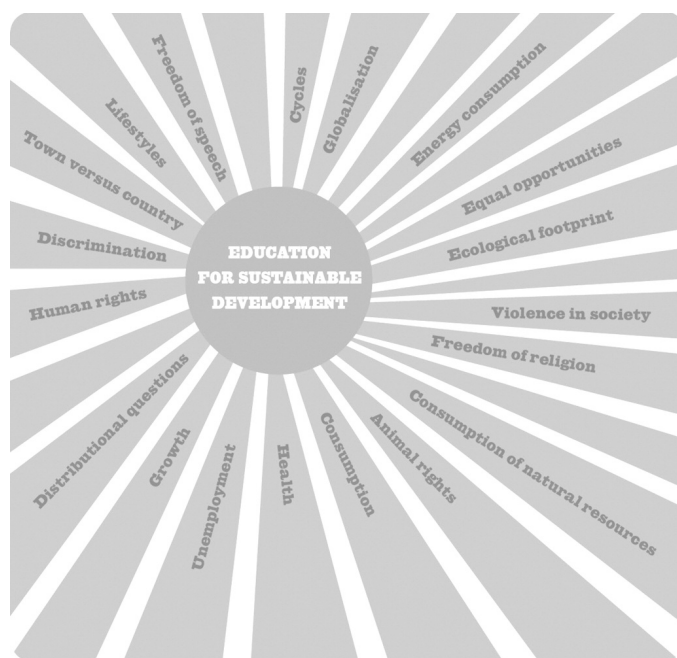 EDUCATION
FOR SUSTAINABLE
DEVELOPMENT
Cycles
Globalisation
Energy consumption
Equal opportunities
Ecological footprint
Violence in society
Freedom of religion
Consumption of natural resources
Animal rights
Consumption
Health
Unemployment
Growth
Distributional questions
Human rights
Discrimination
Town versus country
Lifestyles
Freedom of speech